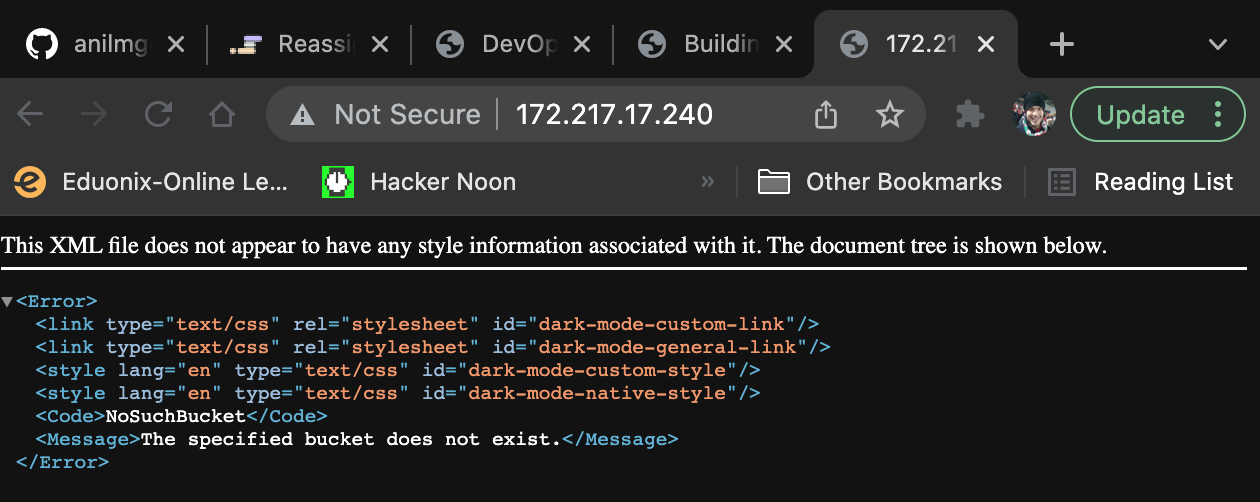 anilmg
Reassi
DevOp
Buildin
172.21
Not Secure
172.217.17.240
Update
Eduonix-Online Le...
Hacker Noon
»
Other Bookmarks
Reading List
This XML file does not appear to have any style information associated with it. The document tree is shown below.
▼<Error>
<link type="text/css" rel="stylesheet" id="dark-mode-custom-link"/>
<link type="text/css" rel="stylesheet" id="dark-mode-general-link"/>
<style lang="en" type="text/css" id="dark-mode-custom-style"/>
<style lang="en" type="text/css" id="dark-mode-native-style"/>
<Code>NoSuchBucket</Code>
<Message>The specified bucket does not exist.</Message>
</Error>